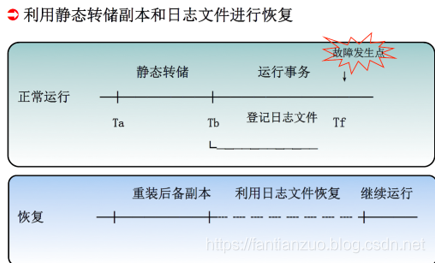 利用静态转储副本和日志文件进行恢复
故障发生点
静态转储 运行事务
正常运行
登记日志文件
Ta Tb Tf
重装后备副本 利用日志文件恢复 继续运行
恢复
https://fantianzuo.blog.csdn.net